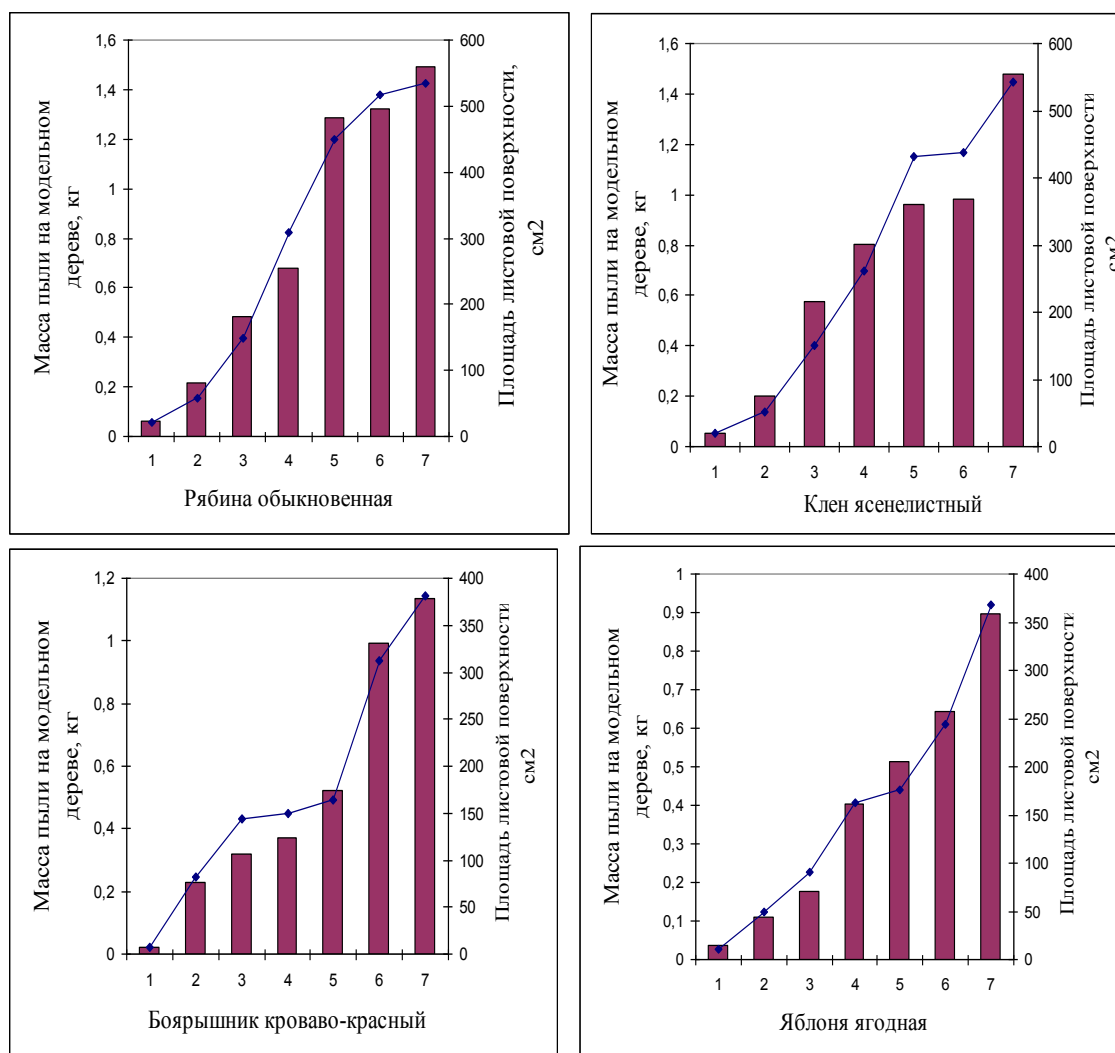 Масса пыли на модельном
дереве, кг
1,6
1,4
1,2
1
0,8
0,6
0,4
0,2
0
600
500
400
300
200
100
0
Площадь листовой поверхности,
см2
1 2 3 4 5 6 7
Рябина обыкновенная
Масса пыли на модельном
дереве, кг
1,6
1,4
1,2
1
0,8
0,6
0,4
0,2
0
600
500
400
300
200
100
0
Площадь листовой поверхности
см2
1 2 3 4 5 6 7
Клен ясенелистный
Масса пыли на модельном
дереве, кг
1,2
1
0,8
0,6
0,4
0,2
0
400
350
300
250
200
150
100
50
0
Площадь листовой поверхности
см2
1 2 3 4 5 6 7
Боярышник кроваво-красный
Масса пыли на модельном
дереве, кг
1
0,9
0,8
0,7
0,6
0,5
0,4
0,3
0,2
0,1
0
400
350
300
250
200
150
100
50
0
Площадь листовой поверхности
см2
1 2 3 4 5 6 7
Яблоня ягодная